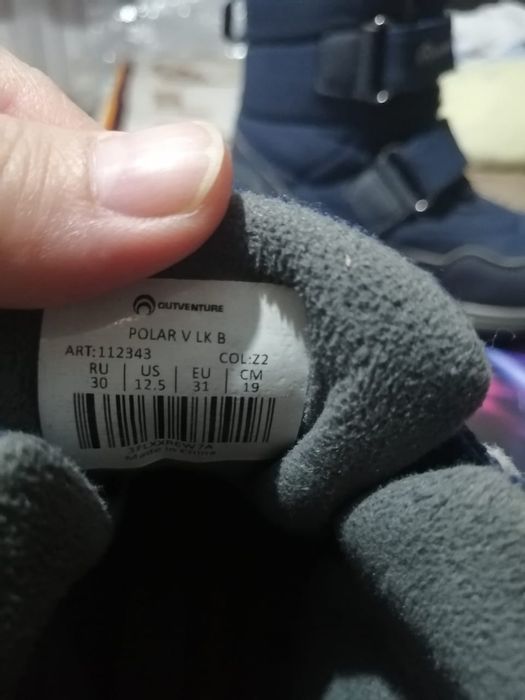 OUTVENTURE
POLAR V LK B
ART:112343 COL:Z2
RU US EU CM
30 12.5 31 19
Made in China